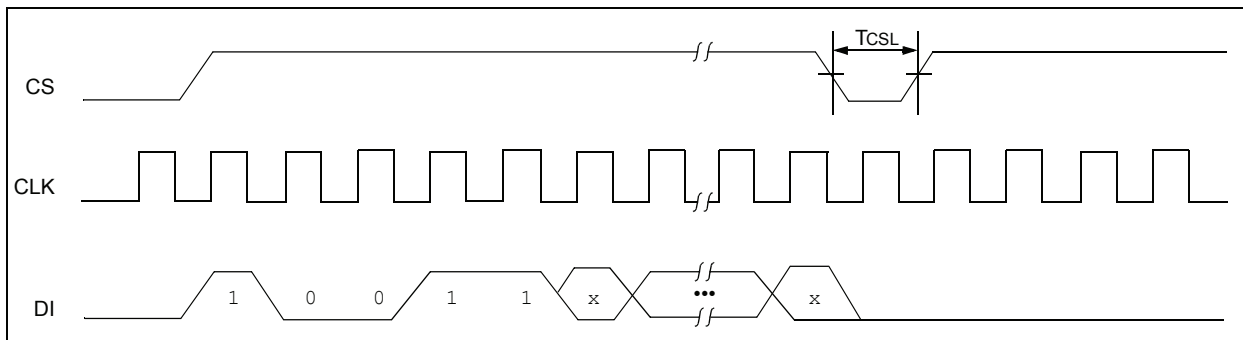 TCSL
CS
CLK
DI 1 0 0 1 1 x ••• x